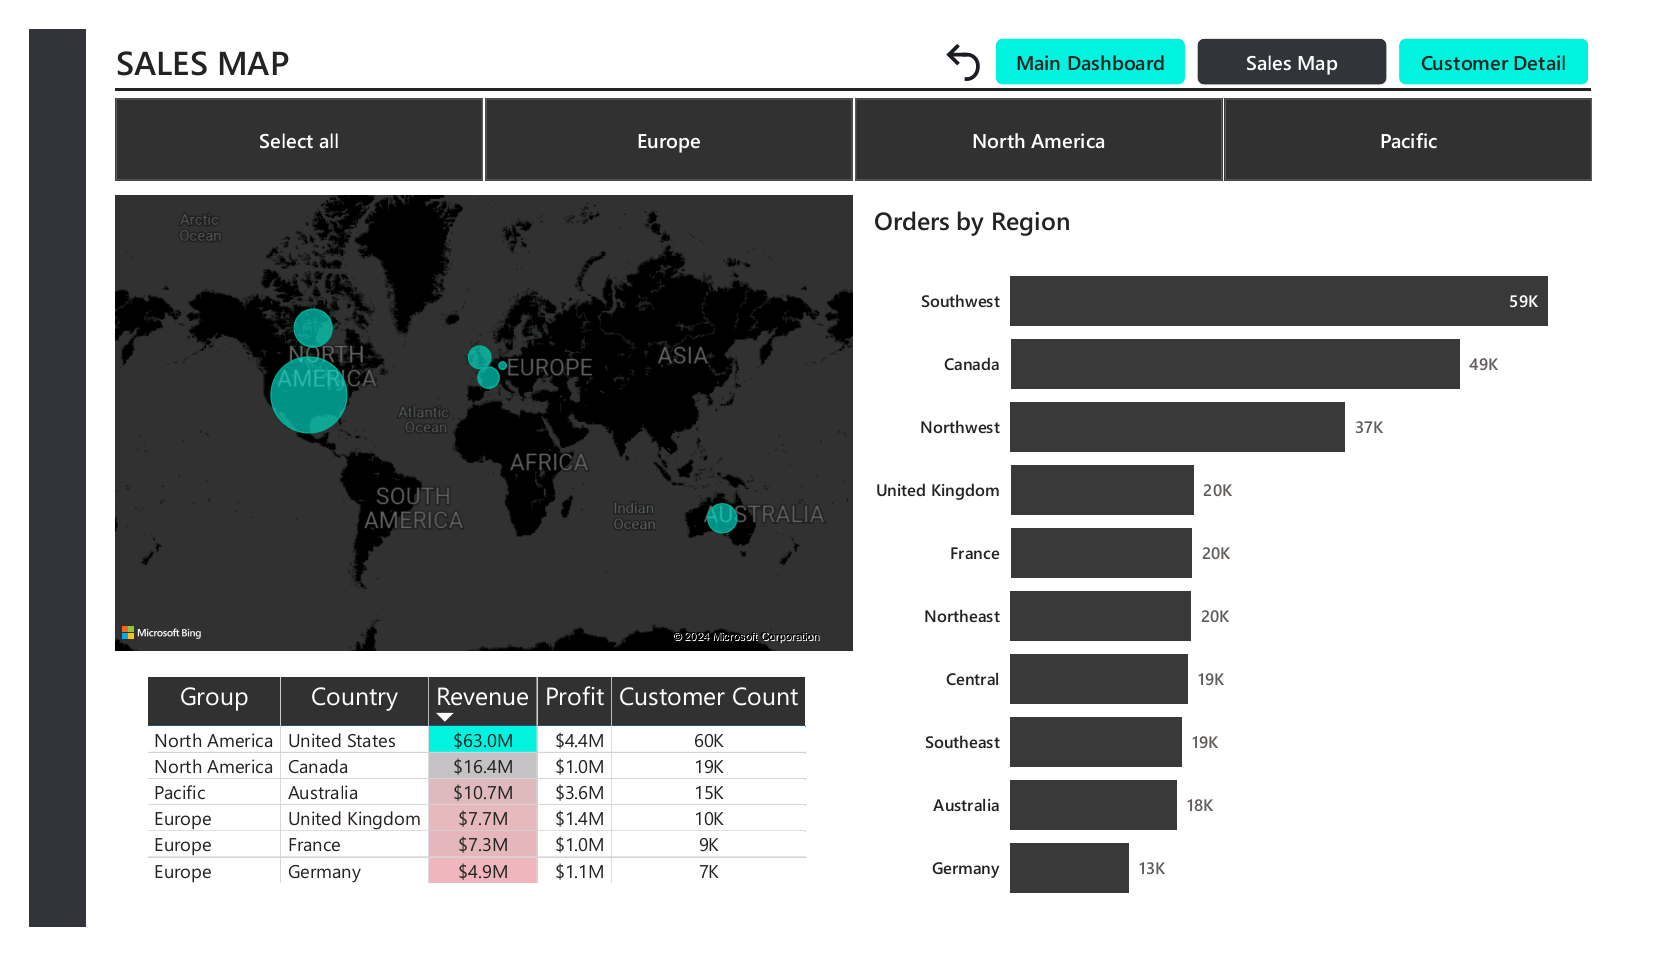 SALES MAP
Main Dashboard
Sales Map
Customer Detail
Select all
Europe
North America
Pacific
Arctic
Ocean
NORTH
AMERICA
EUROPE
ASIA
Atlantic
Ocean
AFRICA
SOUTH
AMERICA
Indian
Ocean
AUSTRALIA
Microsoft Bing
© 2024 Microsoft Corporation
Orders by Region
Southwest 59K
Canada 49K
Northwest 37K
United Kingdom 20K
France 20K
Northeast 20K
Central 19K
Southeast 19K
Australia 18K
Germany 13K
Group Country Revenue Profit Customer Count
North America United States $63.0M $4.4M 60K
North America Canada $16.4M $1.0M 19K
Pacific Australia $10.7M $3.6M 15K
Europe United Kingdom $7.7M $1.4M 10K
Europe France $7.3M $1.0M 9K
Europe Germany $4.9M $1.1M 7K